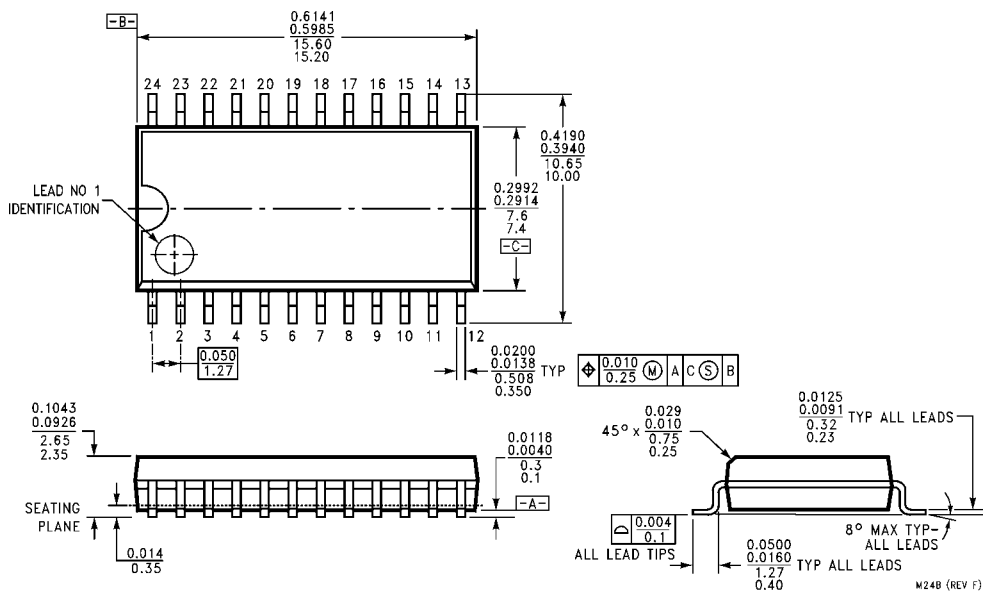 -B-
0.6141
0.5985
15.60
15.20
24 23 22 21 20 19 18 17 16 15 14 13
LEAD NO 1
IDENTIFICATION
0.4190
0.3940
10.65
10.00
0.2992
0.2914
7.6
7.4
-C-
1 2 3 4 5 6 7 8 9 10 11 12
0.050
1.27
0.0200
0.0138
0.508
0.350
TYP
⌖ 0.010
0.25 Ⓜ A C Ⓢ B
0.1043
0.0926
2.65
2.35
SEATING
PLANE
0.014
0.35
0.0118
0.0040
0.3
0.1
-A-
45° x
0.029
0.010
0.75
0.25
0.0125
0.0091
0.32
0.23
TYP ALL LEADS
0.004
0.1
ALL LEAD TIPS
0.0500
0.0160
1.27
0.40
TYP ALL LEADS
8° MAX TYP-
ALL LEADS
M24B (REV F)